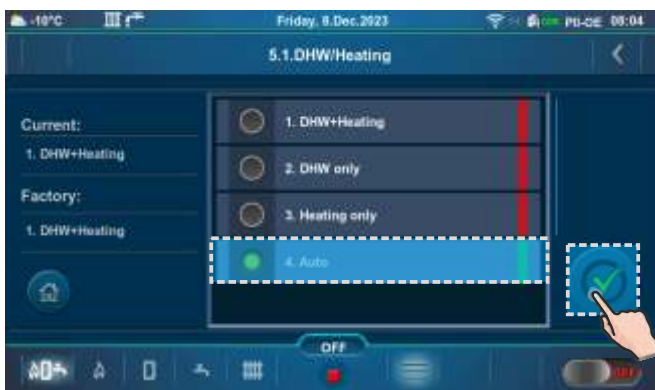 -10°C
Friday, 8.Dec.2023
PU-OE 08:04
5.1.DHW/Heating
Current:
1. DHW+Heating
Factory:
1. DHW+Heating
1. DHW+Heating
2. DHW only
3. Heating only
4. Auto
OFF
OFF